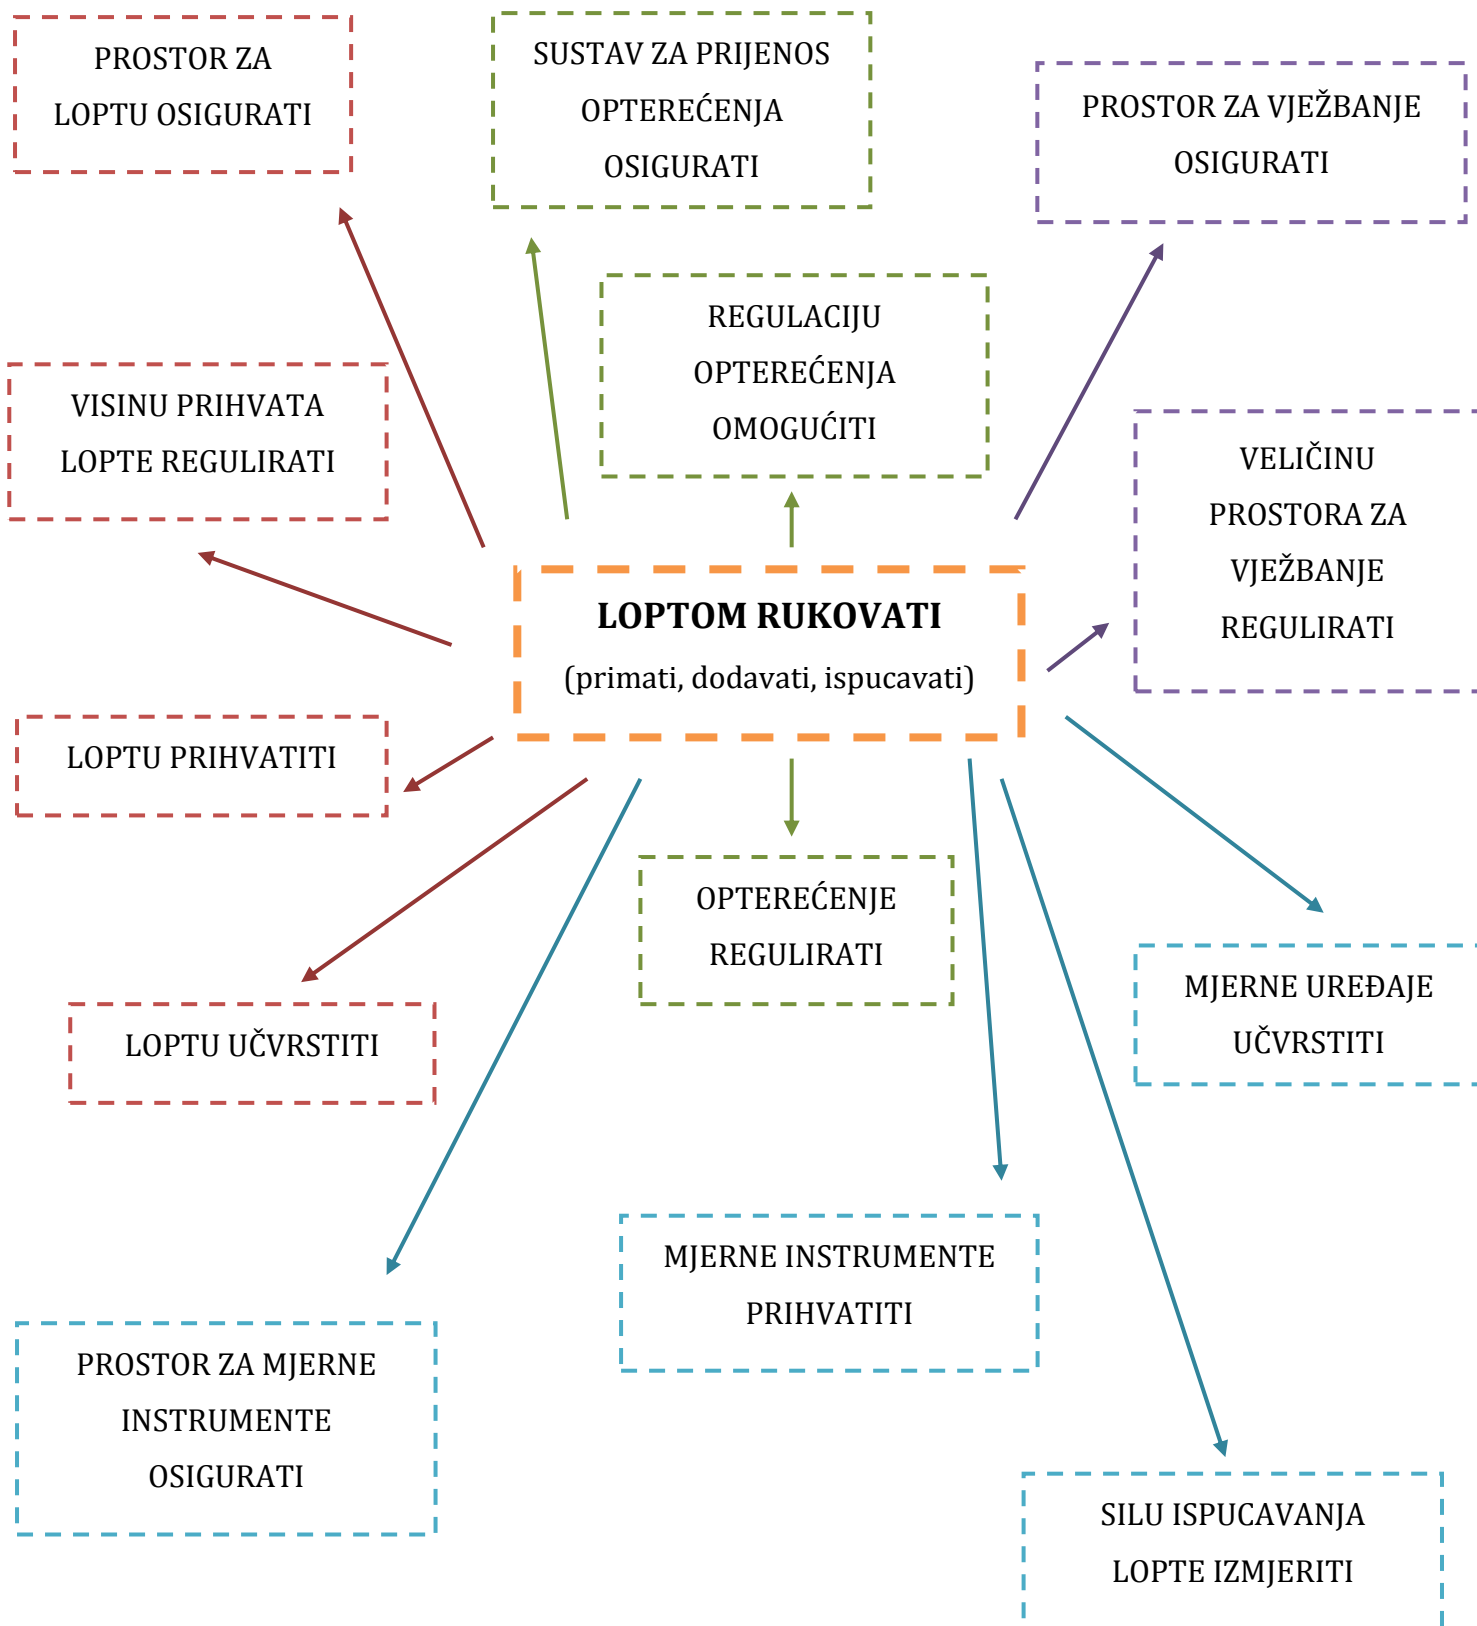 PROSTOR ZA
LOPTU OSIGURATI
SUSTAV ZA PRIJENOS
OPTEREĆENJA
OSIGURATI
PROSTOR ZA VJEŽBANJE
OSIGURATI
REGULACIJU
OPTEREĆENJA
OMOGUĆITI
VISINU PRIHVATA
LOPTE REGULIRATI
VELIČINU
PROSTORA ZA
VJEŽBANJE
REGULIRATI
LOPTOM RUKOVATI
(primati, dodavati, ispucavati)
LOPTU PRIHVATITI
OPTEREĆENJE
REGULIRATI
MJERNE UREĐAJE
UČVRSTITI
LOPTU UČVRSTITI
MJERNE INSTRUMENTE
PRIHVATITI
PROSTOR ZA MJERNE
INSTRUMENTE
OSIGURATI
SILU ISPUCAVANJA
LOPTE IZMJERITI